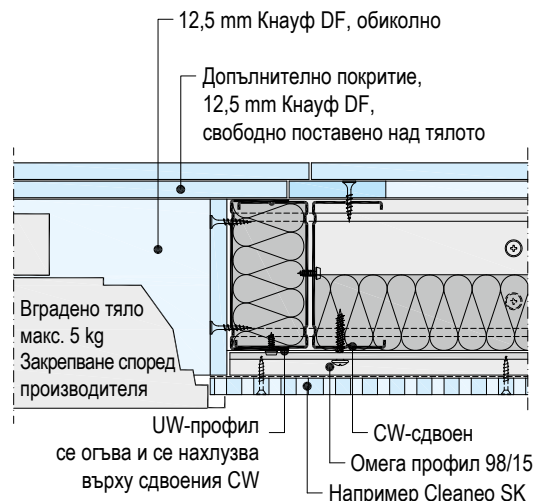 12,5 mm Кнауф DF, обиколно
Допълнително покритие,
12,5 mm Кнауф DF,
свободно поставено над тялото
Вградено тяло
макс. 5 kg
Закрепване според
производителя
UW-профил
се огъва и се нахлузва
върху сдвоения CW
CW-сдвоен
Омега профил 98/15
Например Cleaneo SK